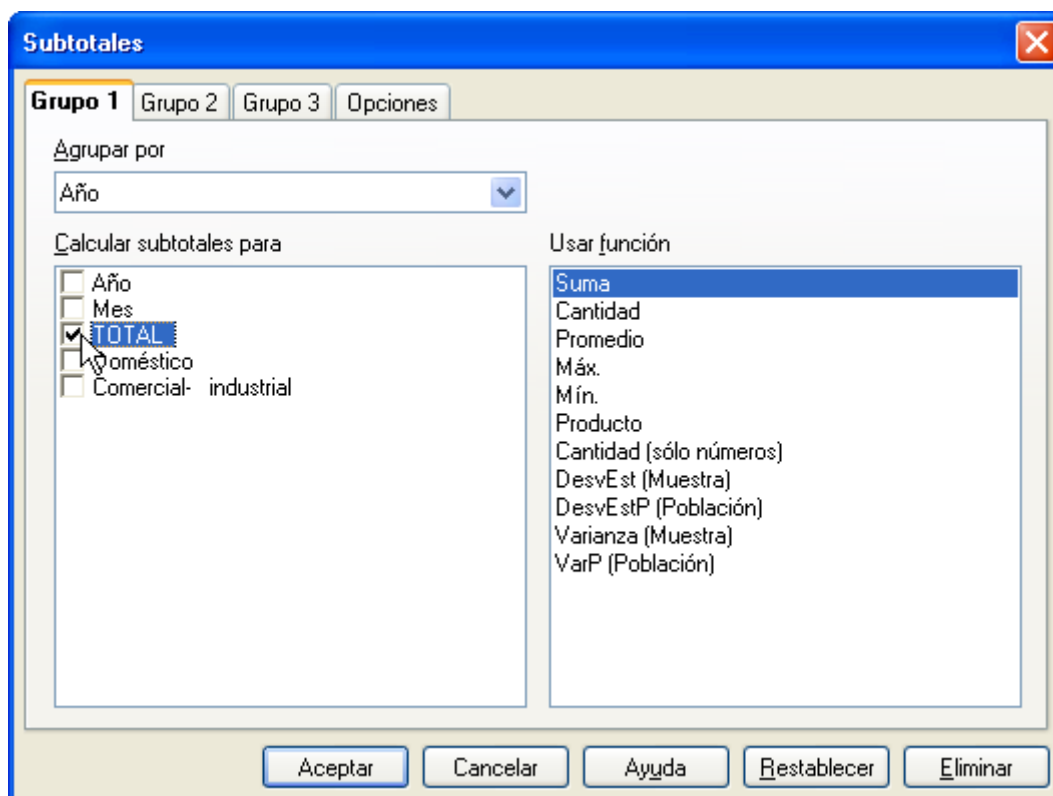 Subtotales
Grupo 1 Grupo 2 Grupo 3 Opciones
Agrupar por
Año
Calcular subtotales para
Año
Mes
TOTAL
Doméstico
Comercial- industrial
Usar función
Suma
Cantidad
Promedio
Máx.
Mín.
Producto
Cantidad (sólo números)
DesvEst (Muestra)
DesvEstP (Población)
Varianza (Muestra)
VarP (Población)
Aceptar Cancelar Ayuda Restablecer Eliminar